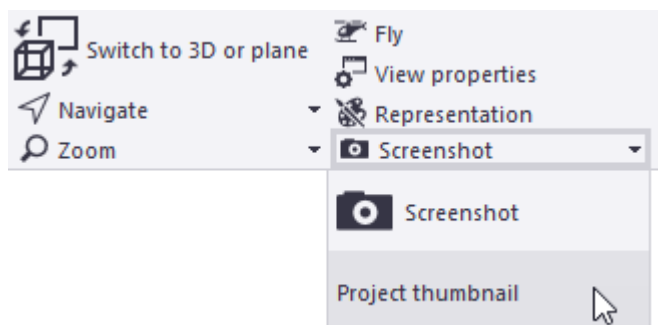 Switch to 3D or plane
Navigate
Zoom
Fly
View properties
Representation
Screenshot
Screenshot
Project thumbnail